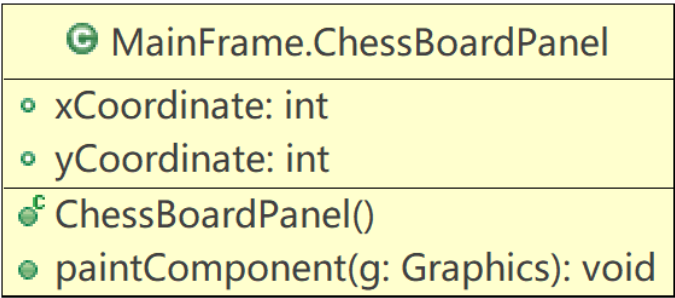 MainFrame.ChessBoardPanel
xCoordinate: int
yCoordinate: int
ChessBoardPanel()
paintComponent(g: Graphics): void